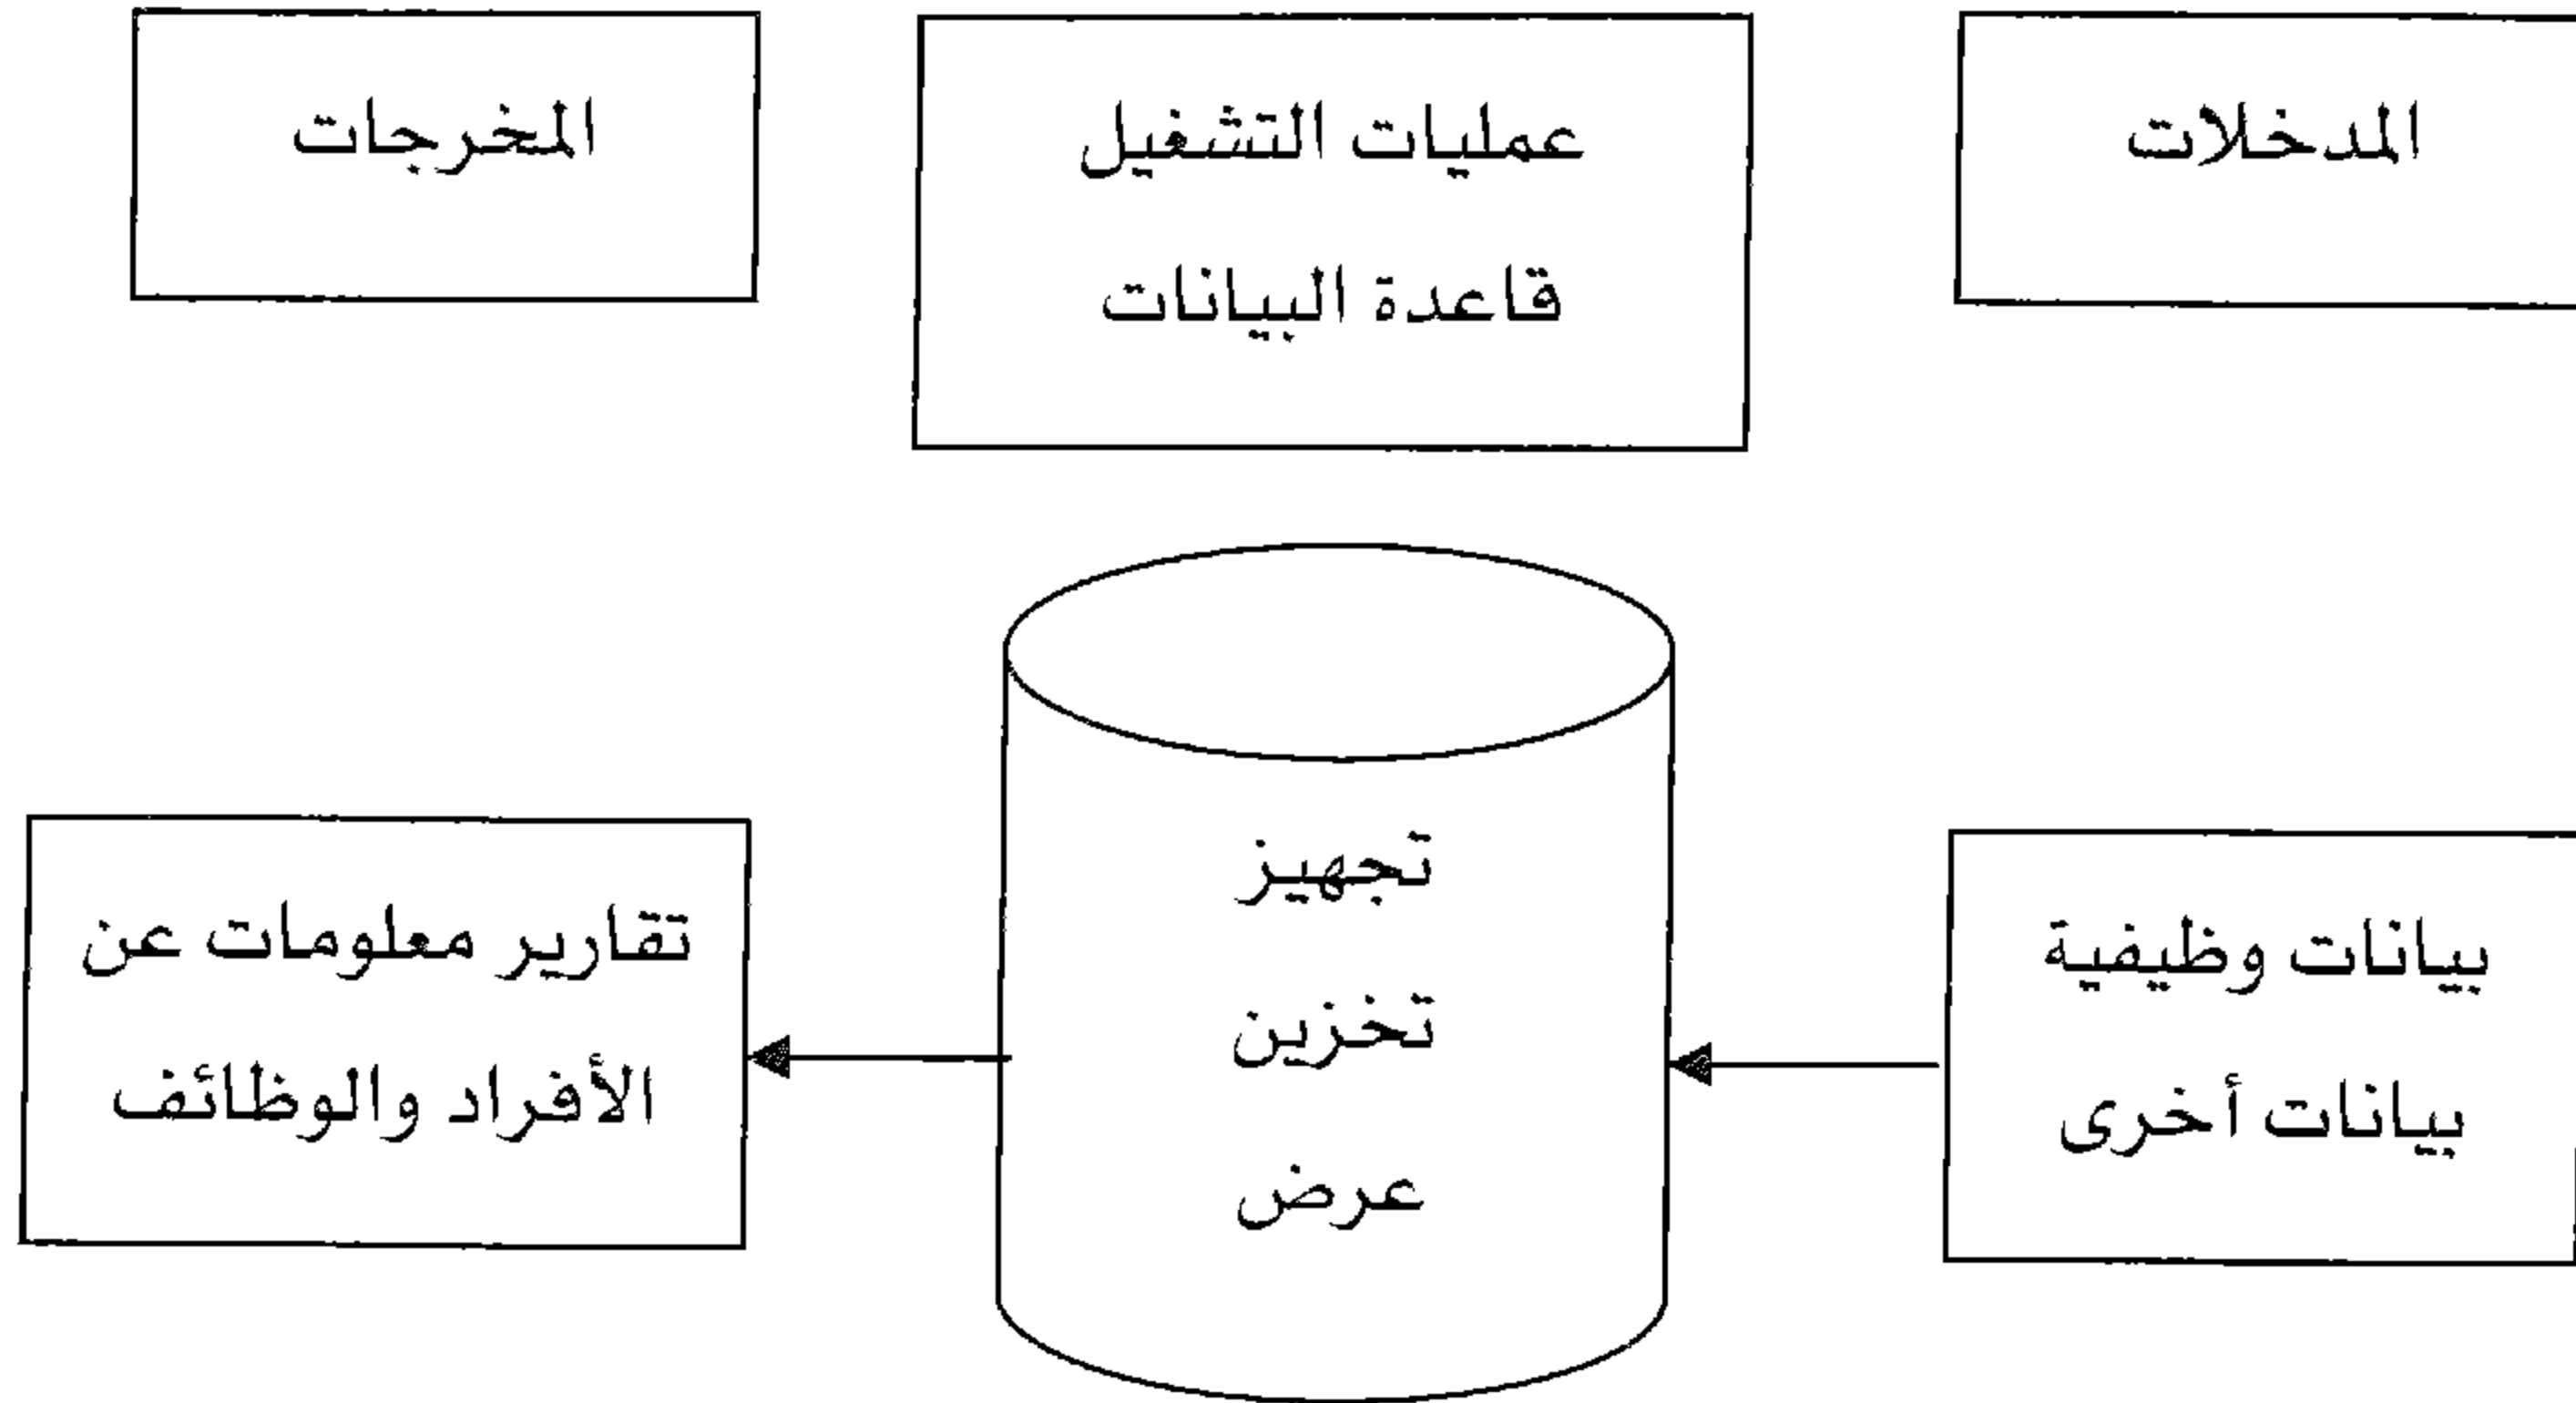 المدخلات
عمليات التشغيل
قاعدة البيانات
المخرجات
بيانات وظيفية
بيانات أخرى
تجهيز
تخزين
عرض
تقارير معلومات عن
الأفراد والوظائف